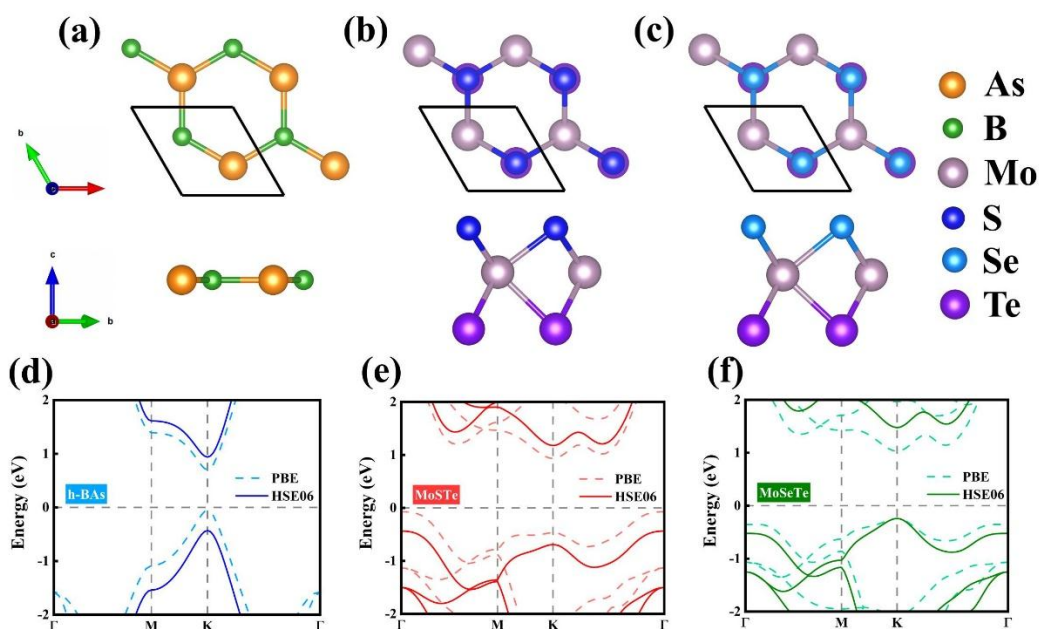 (a)
(b)
(c)
b
As
B
Mo
S
Se
Te
c
b
(d)
(e)
(f)
2
1
0
-1
-2
Energy (eV)
h-BAs
PBE
HSE06
Γ
M
K
Γ
2
1
0
-1
-2
Energy (eV)
MoSTe
PBE
HSE06
Γ
M
K
Γ
2
1
0
-1
-2
Energy (eV)
MoSeTe
PBE
HSE06
Γ
M
K
Γ